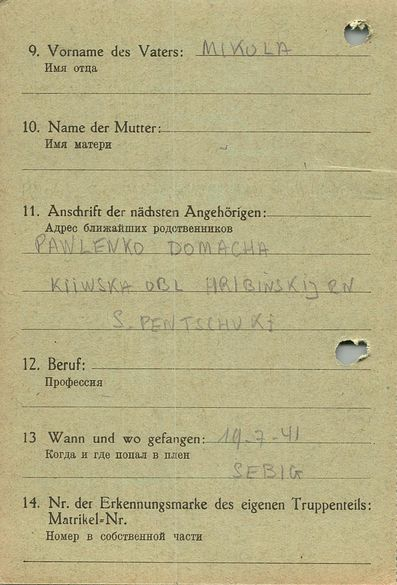 9. Vorname des Vaters: MIKOLA
Имя отца
10. Name der Mutter:
Имя матери
11. Anschrift der nächsten Angehörigen:
Адрес ближайших родственников
PAWLENKO DOMACHA
KIIWSKA OBL HRIBINSKIJ RN
S. PENTSCHUKI
12. Beruf:
Профессия
13 Wann und wo gefangen: 19-7-41
Когда и где попал в плен
SEBIG
14. Nr. der Erkennungsmarke des eigenen Truppenteils:
Matrikel-Nr.
Номер в собственной части